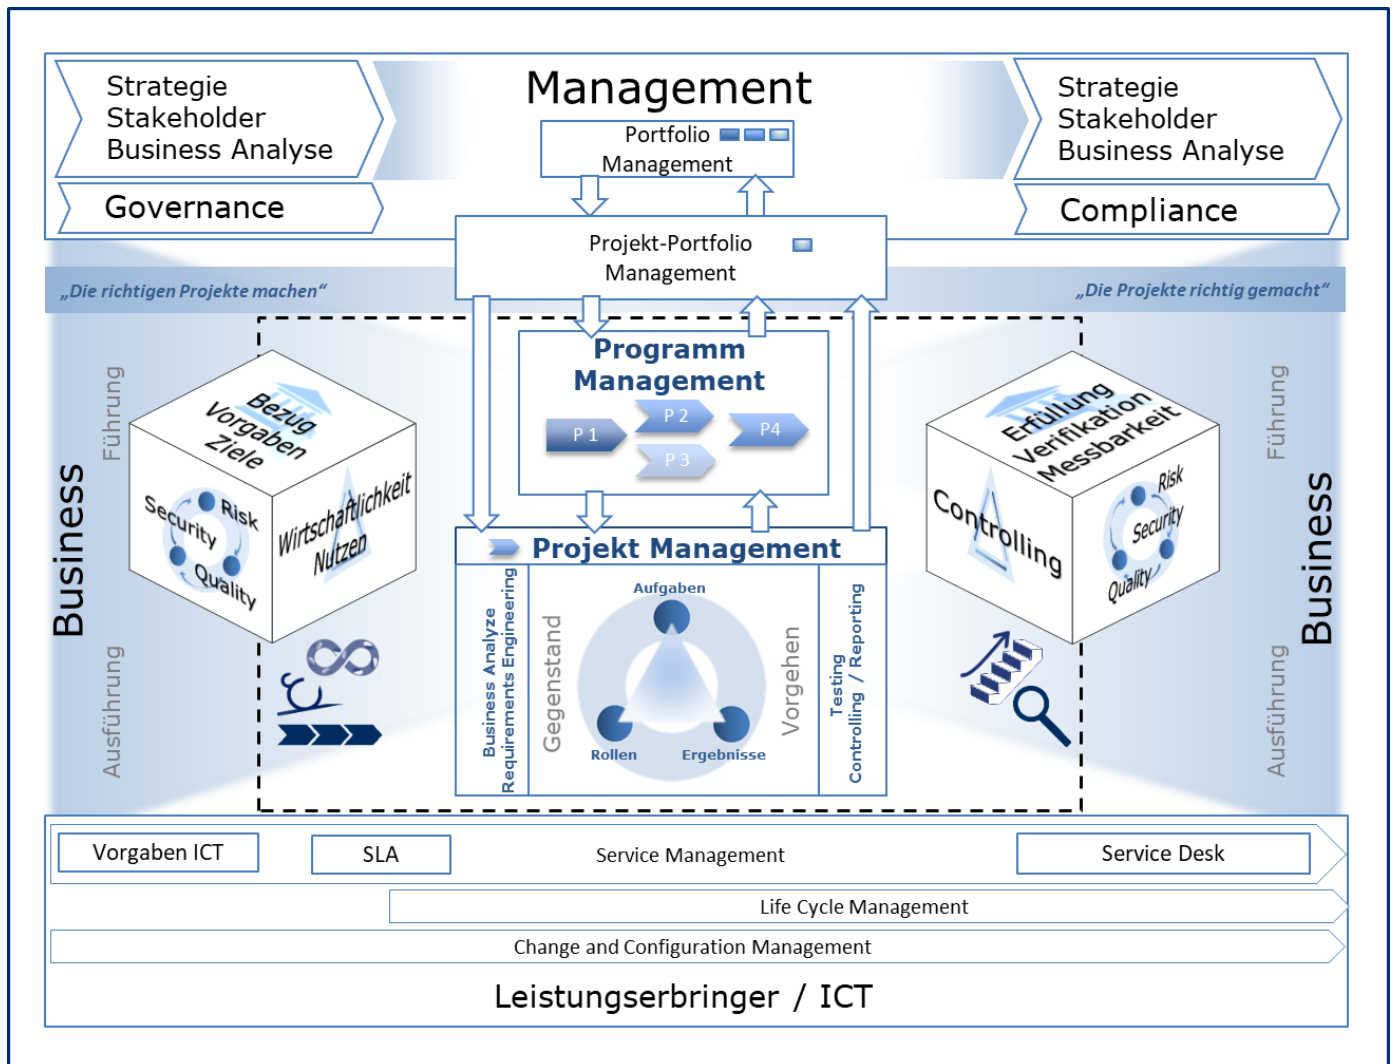 Strategie
Stakeholder
Business Analyse
Governance
Management
Portfolio
Management
Strategie
Stakeholder
Business Analyse
Compliance
Projekt-Portfolio
Management
„Die richtigen Projekte machen“
„Die Projekte richtig gemacht“
Business
Führung
Ausführung
Bezug
Vorgaben
Ziele
Security
Risk
Quality
Wirtschaftlichkeit
Nutzen
Programm
Management
P 1
P 2
P 3
P4
Projekt Management
Business Analyze
Requirements Engineering
Gegenstand
Aufgaben
Rollen
Ergebnisse
Vorgehen
Testing
Controlling / Reporting
Erfüllung
Verifikation
Messbarkeit
Controlling
Risk
Security
Quality
Führung
Ausführung
Business
Vorgaben ICT
SLA
Service Management
Service Desk
Life Cycle Management
Change and Configuration Management
Leistungserbringer / ICT